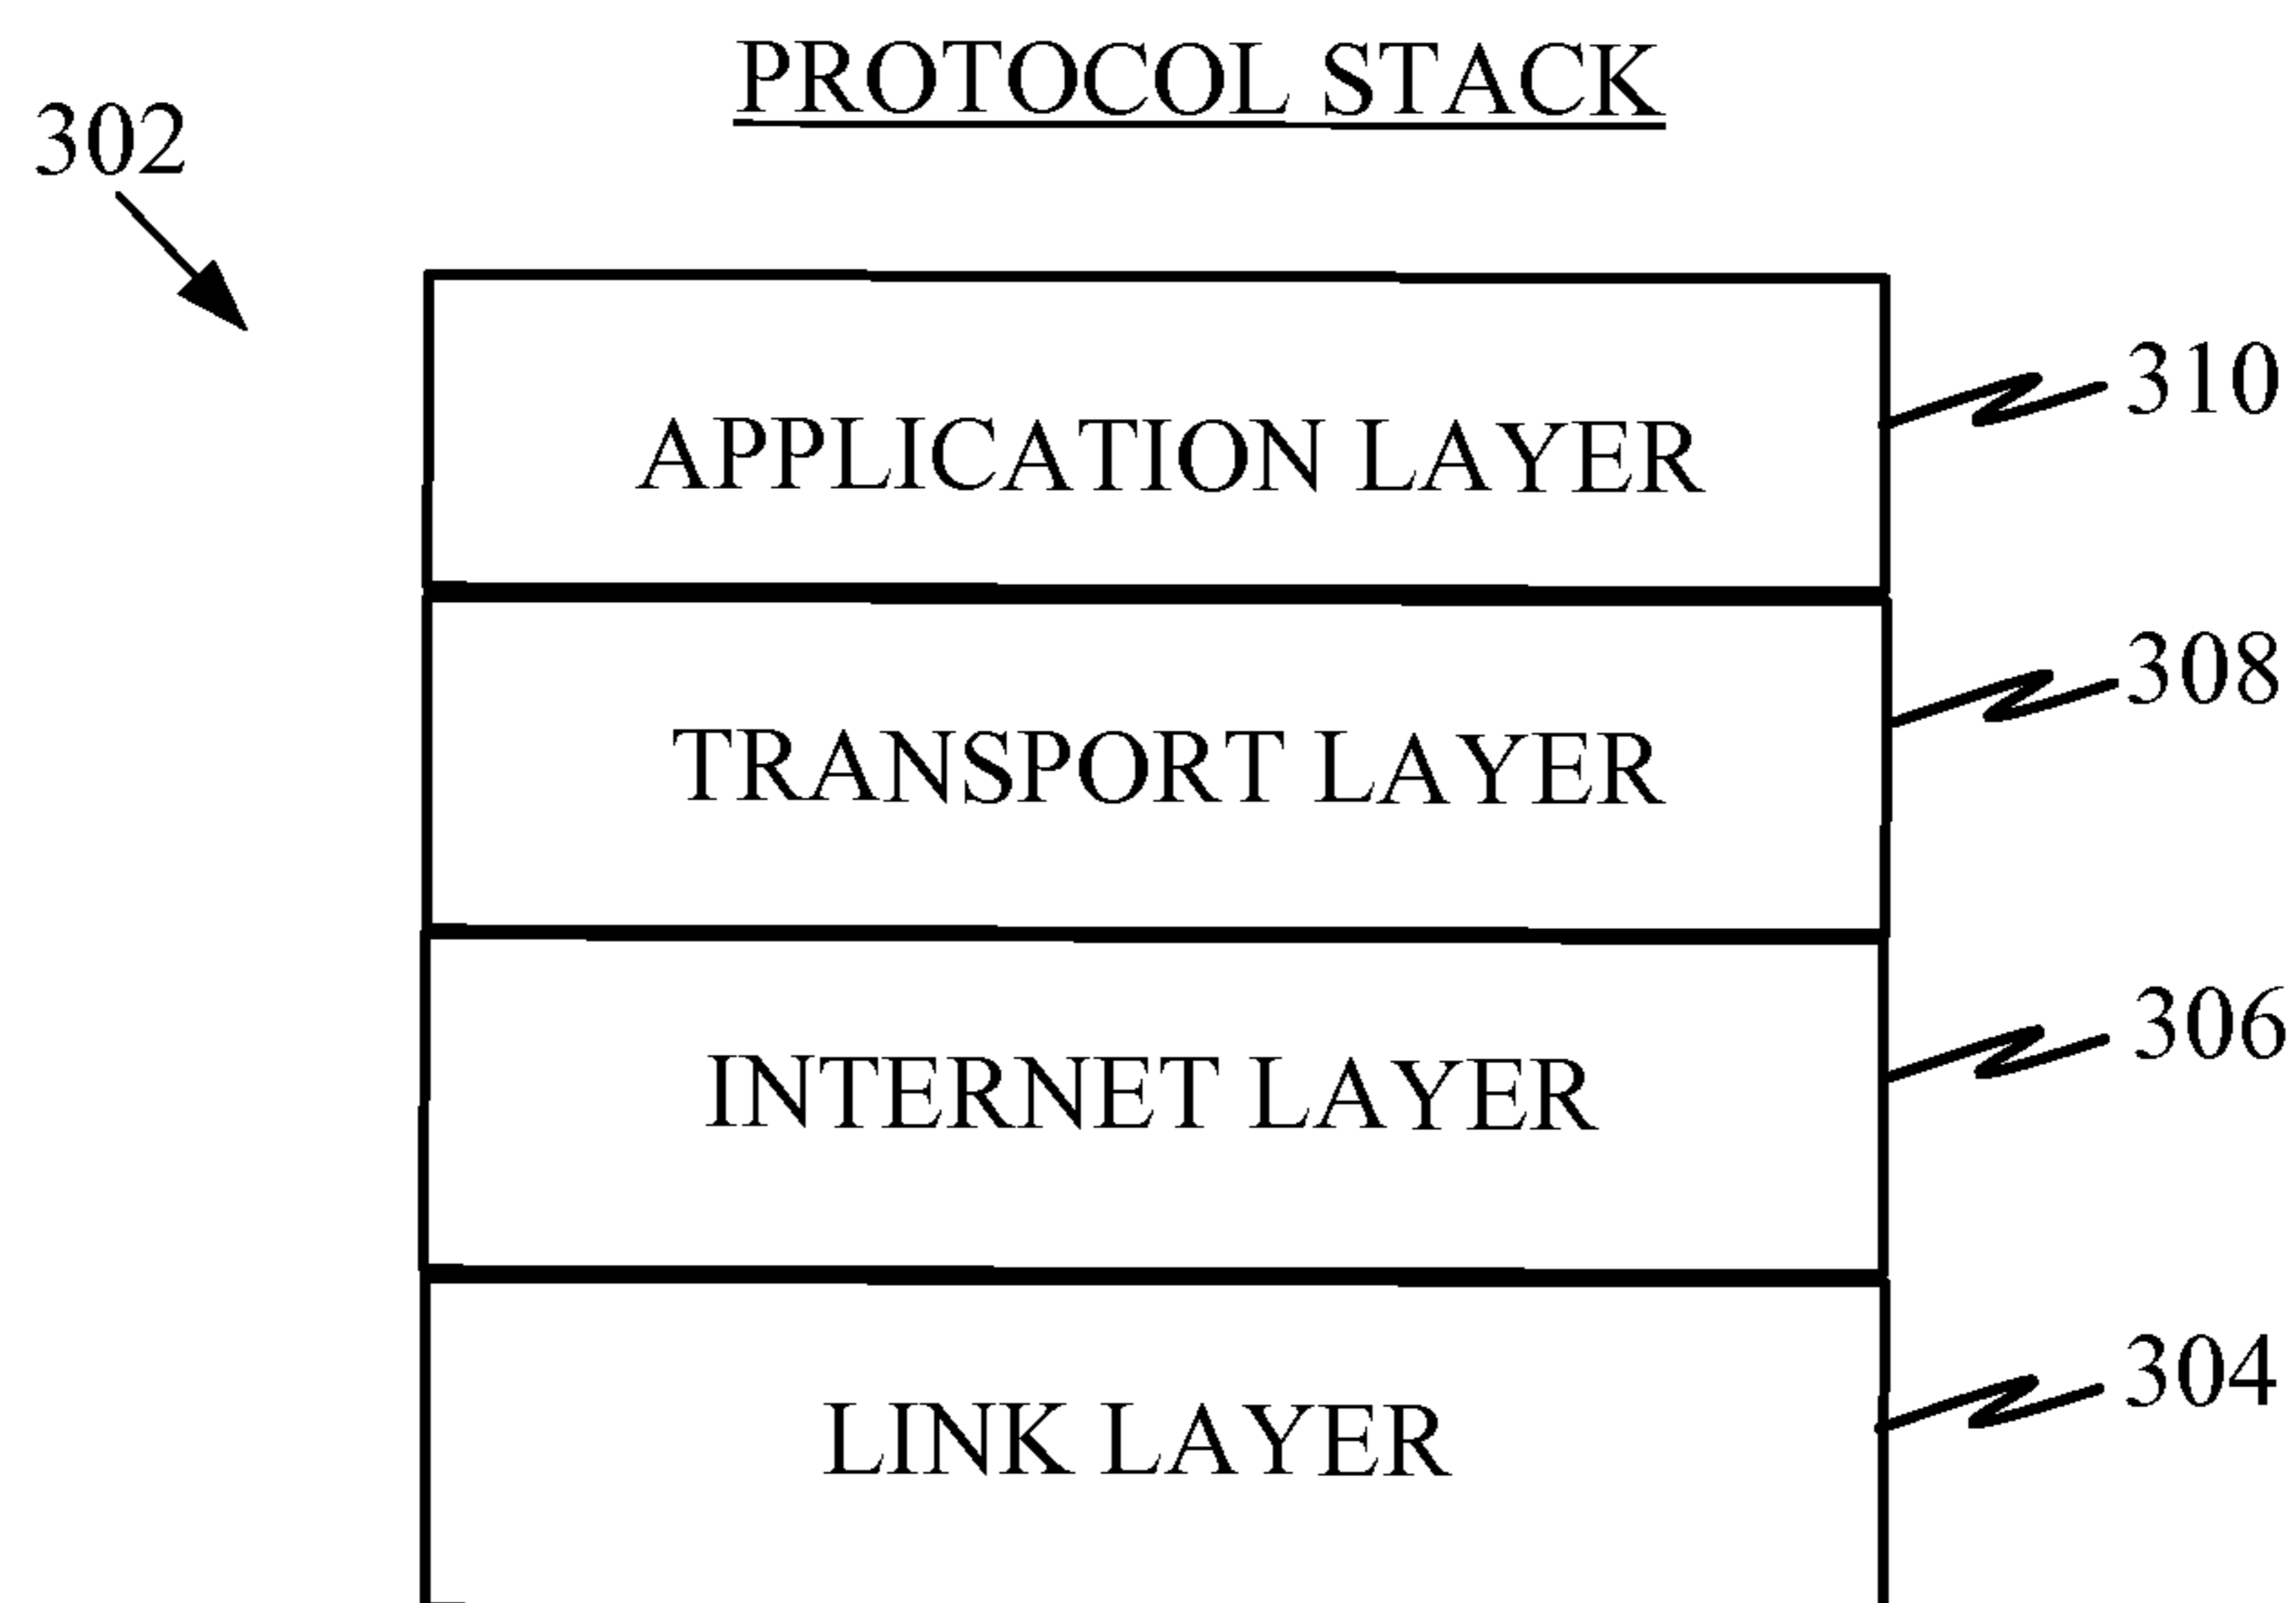 PROTOCOL STACK
302
APPLICATION LAYER
310
TRANSPORT LAYER
308
INTERNET LAYER
306
LINK LAYER
304